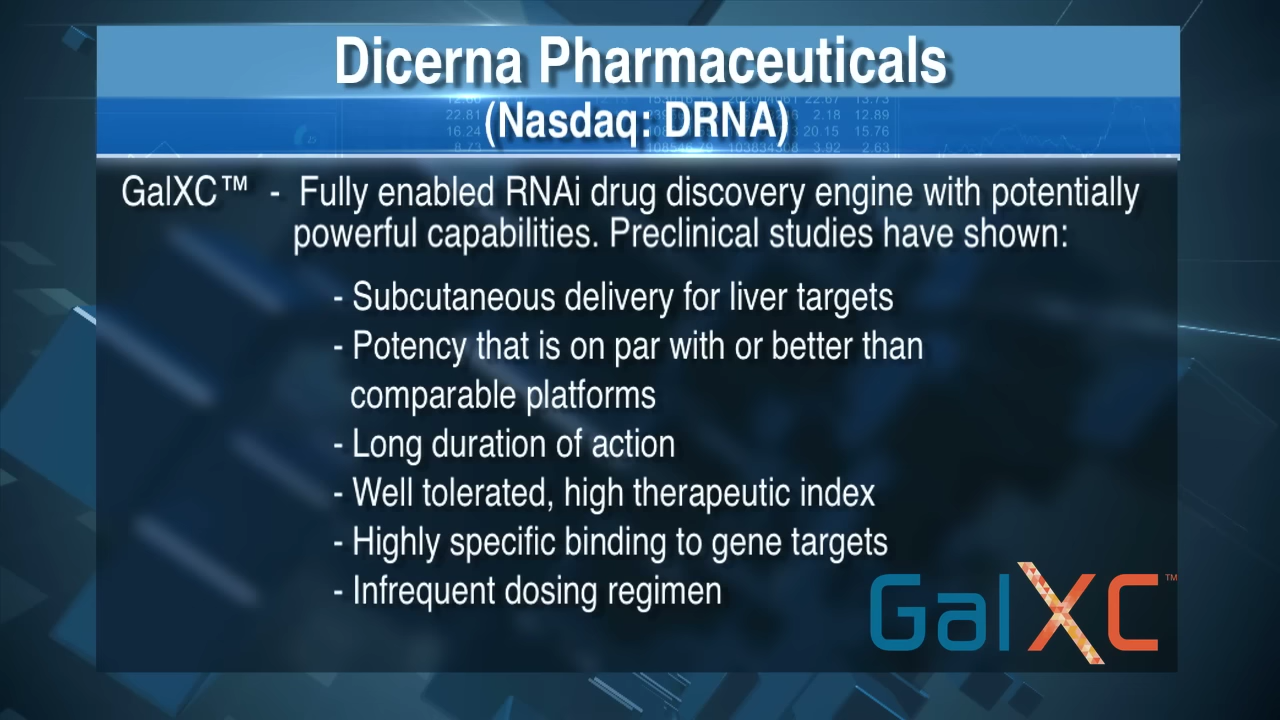 Dicerna Pharmaceuticals
(Nasdaq: DRNA)
GalXC™ - Fully enabled RNAi drug discovery engine with potentially
powerful capabilities. Preclinical studies have shown:
- Subcutaneous delivery for liver targets
- Potency that is on par with or better than
comparable platforms
- Long duration of action
- Well tolerated, high therapeutic index
- Highly specific binding to gene targets
- Infrequent dosing regimen
GalXC™